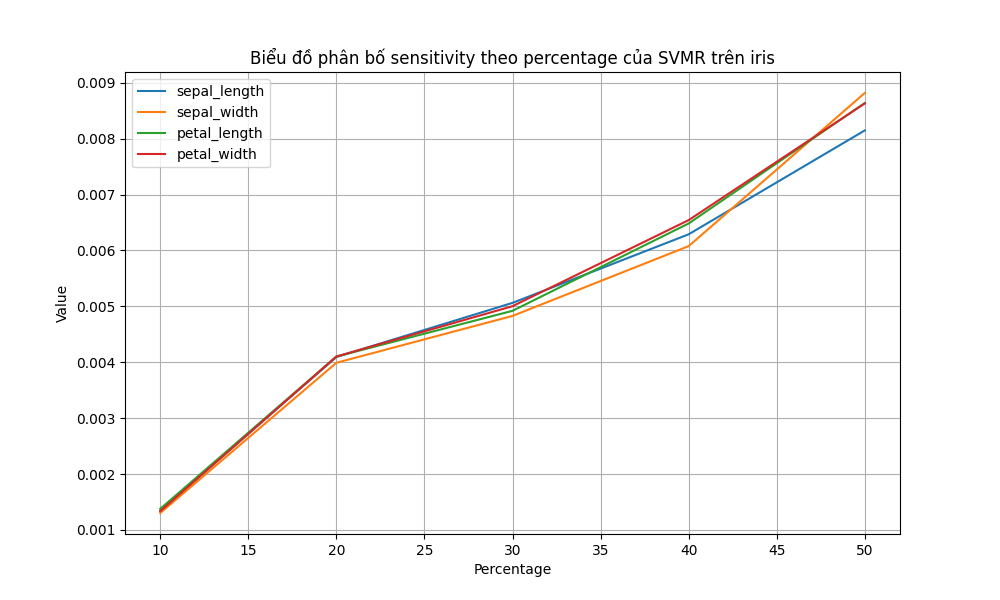 Biểu đồ phân bố sensitivity theo percentage của SVMR trên iris
sepal_length
sepal_width
petal_length
petal_width
Value
0.009
0.008
0.007
0.006
0.005
0.004
0.003
0.002
0.001
10 15 20 25 30 35 40 45 50
Percentage